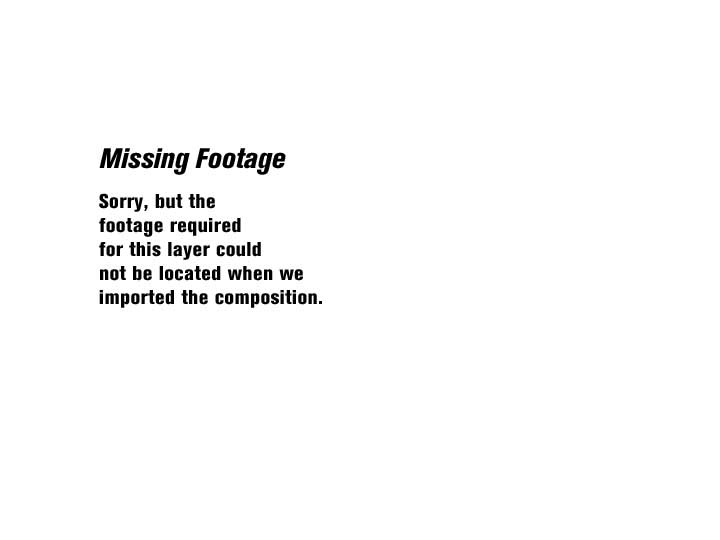 Missing Footage
Sorry, but the
footage required
for this layer could
not be located when we
imported the composition.